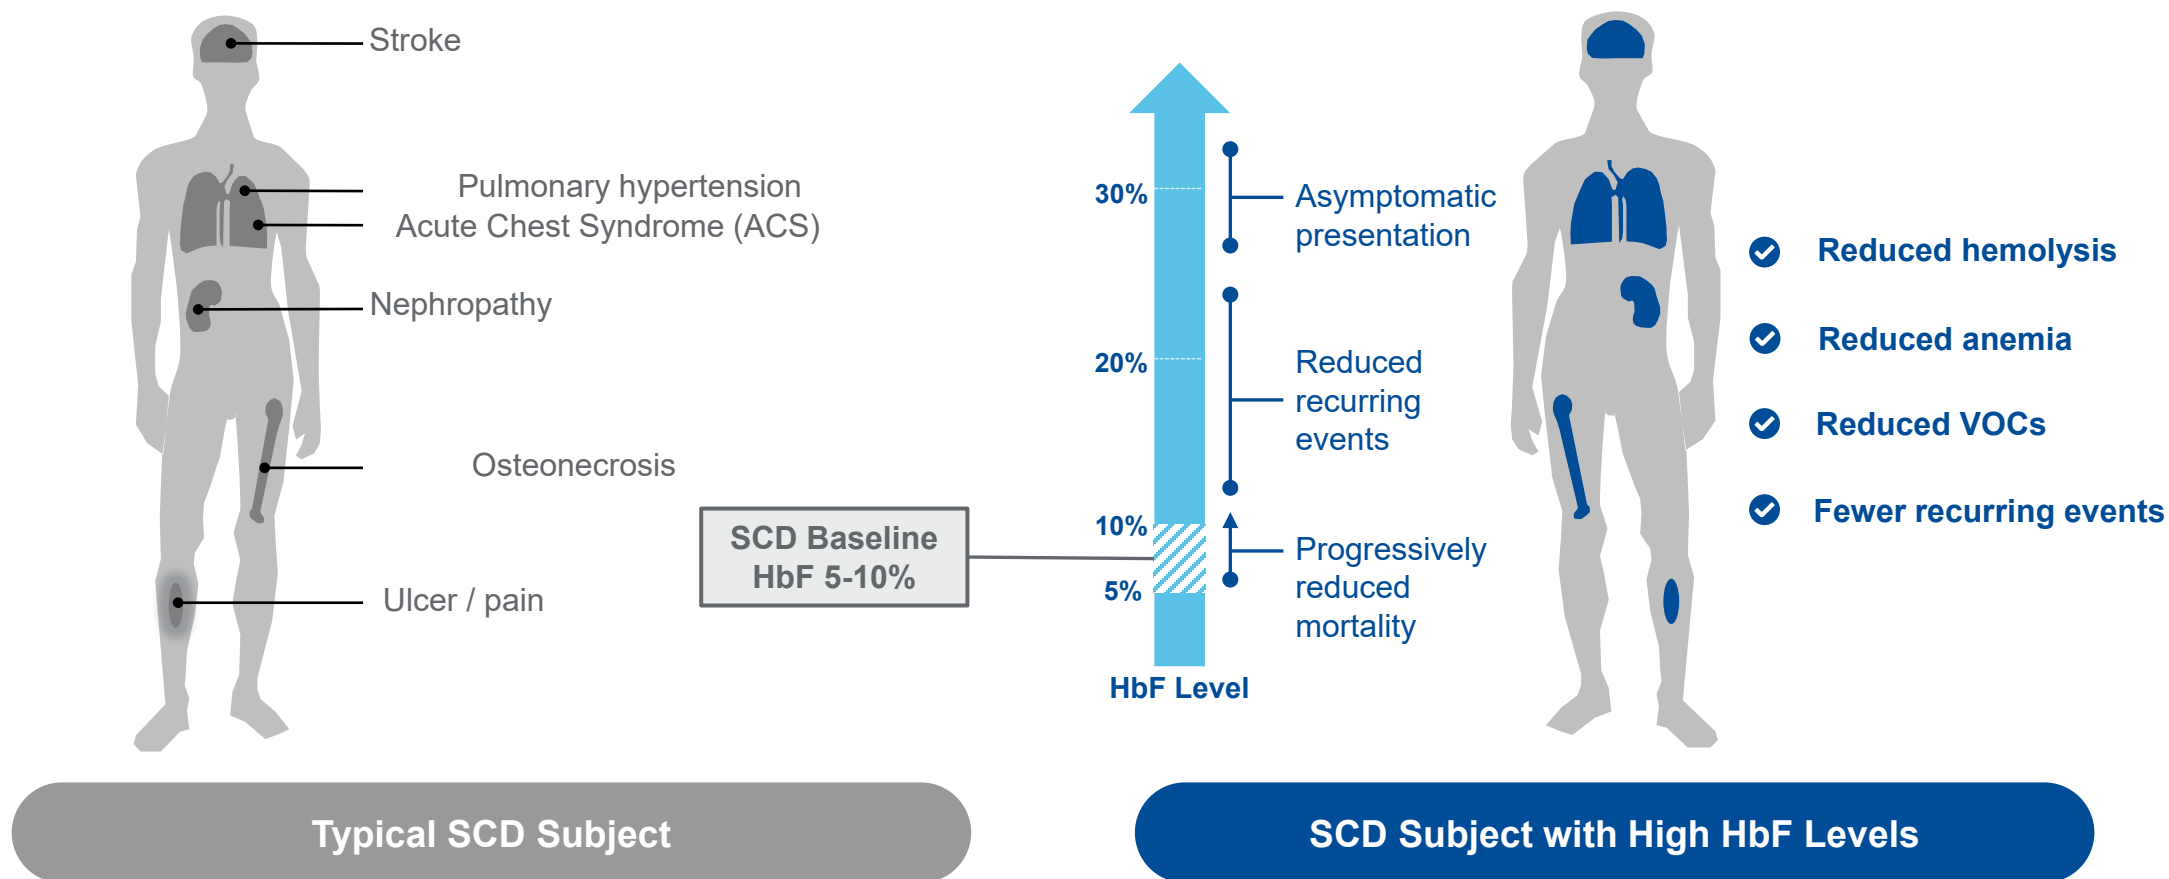 Stroke
Pulmonary hypertension
Acute Chest Syndrome (ACS)
Nephropathy
Osteonecrosis
Ulcer / pain
SCD Baseline
HbF 5-10%
30%
20%
10%
5%
HbF Level
Asymptomatic
presentation
Reduced
recurring
events
Progressively
reduced
mortality
Reduced hemolysis
Reduced anemia
Reduced VOCs
Fewer recurring events
Typical SCD Subject
SCD Subject with High HbF Levels